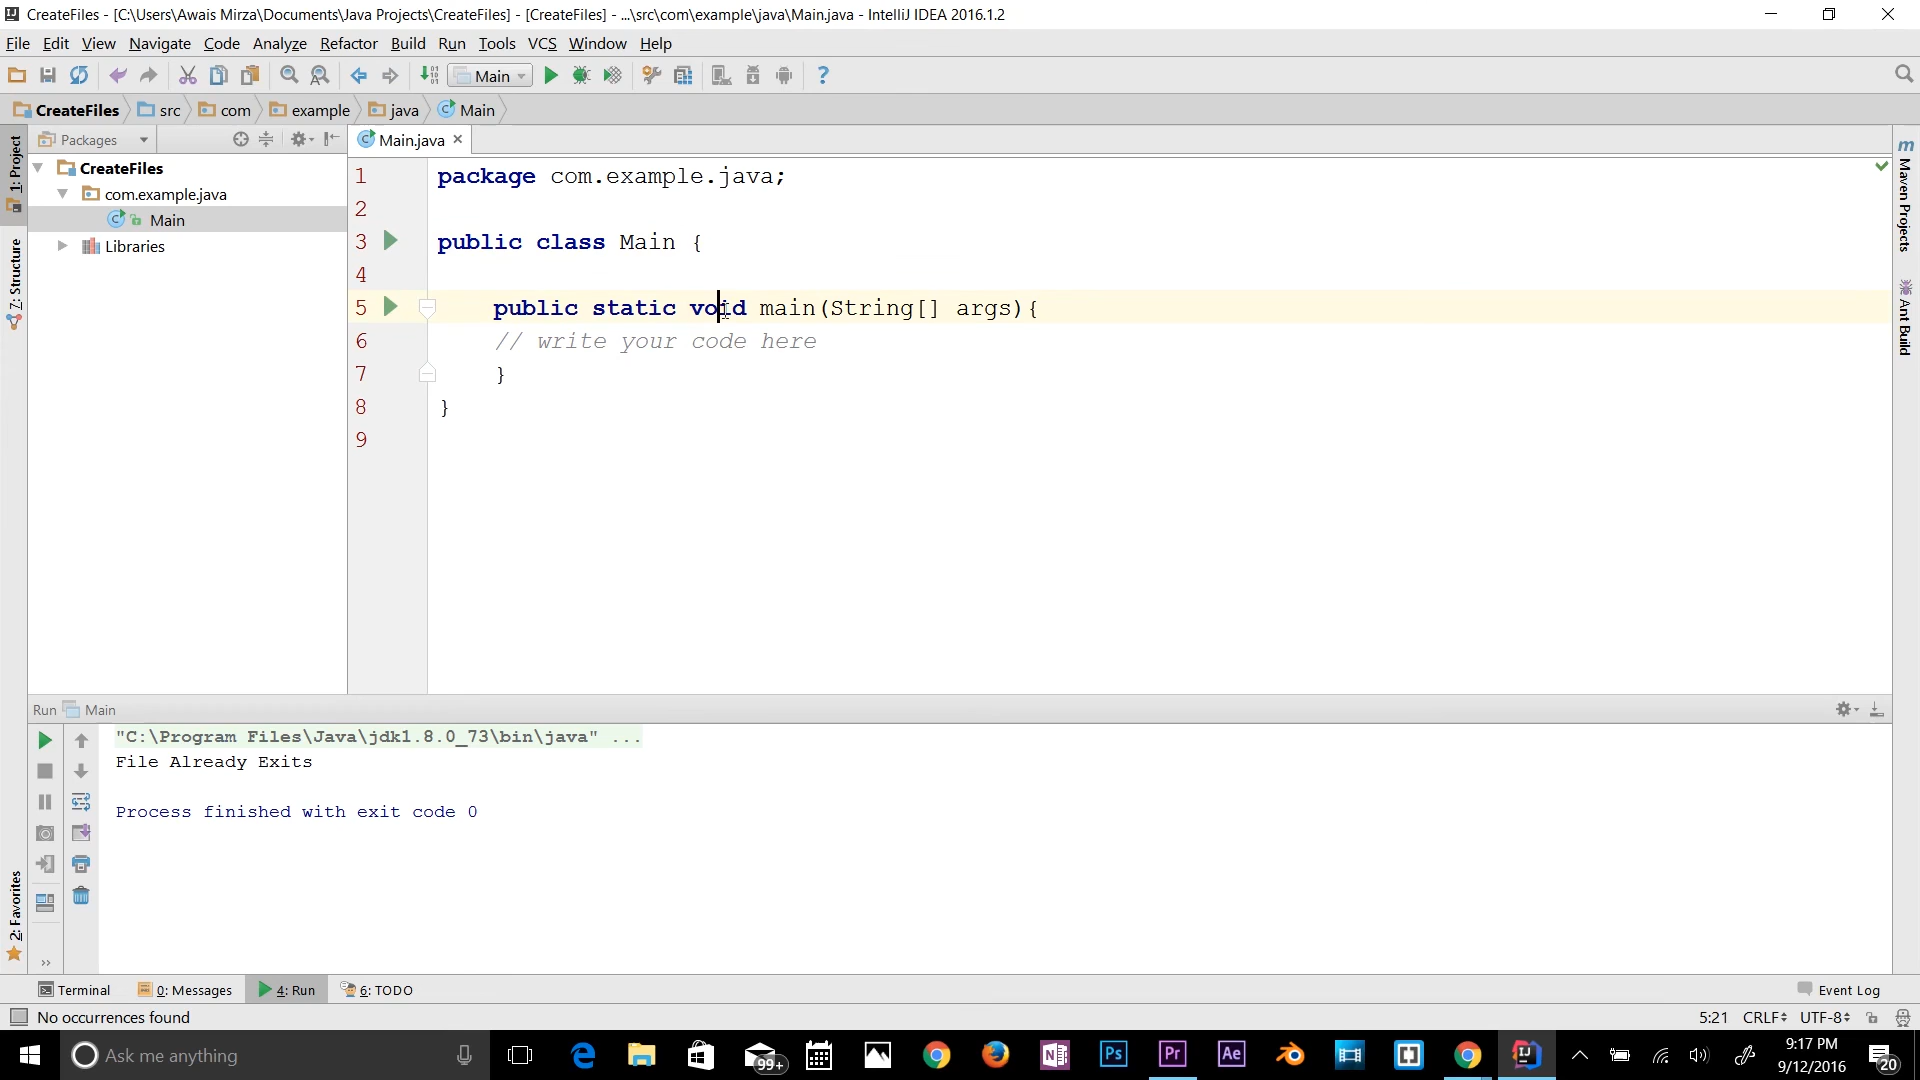 CreateFiles - [C:\Users\Awais Mirza\Documents\Java Projects\CreateFiles] - [CreateFiles] - ...\src\com\example\java\Main.java - IntelliJ IDEA 2016.1.2
File Edit View Navigate Code Analyze Refactor Build Run Tools VCS Window Help
Main
CreateFiles src com example java Main
Packages
Main.java
1: Project
7: Structure
2: Favorites
CreateFiles
com.example.java
Main
Libraries
1 package com.example.java;
2
3 public class Main {
4
5 public static void main(String[] args){
6 // write your code here
7 }
8 }
9
m Maven Projects
Ant Build
Run Main
"C:\Program Files\Java\jdk1.8.0_73\bin\java" ...
File Already Exits
Process finished with exit code 0
Terminal 0: Messages 4: Run 6: TODO Event Log
No occurrences found 5:21 CRLF UTF-8
Ask me anything
99+
N
Ps
Pr
Ae
IJ
9:17 PM
9/12/2016
20